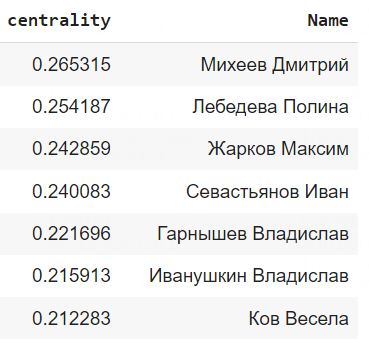 centrality Name
0.265315 Михеев Дмитрий
0.254187 Лебедева Полина
0.242859 Жарков Максим
0.240083 Севастьянов Иван
0.221696 Гарнышев Владислав
0.215913 Иванушкин Владислав
0.212283 Ков Весела